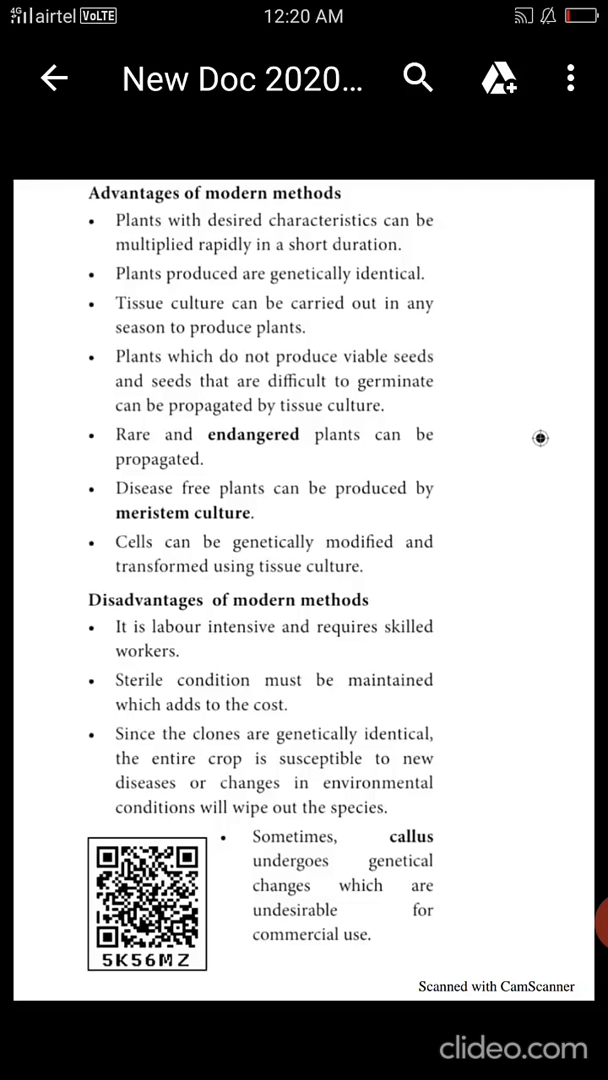 4G airtel VoLTE 12:20 AM
New Doc 2020...
Advantages of modern methods
• Plants with desired characteristics can be
multiplied rapidly in a short duration.
• Plants produced are genetically identical.
• Tissue culture can be carried out in any
season to produce plants.
• Plants which do not produce viable seeds
and seeds that are difficult to germinate
can be propagated by tissue culture.
• Rare and endangered plants can be
propagated.
• Disease free plants can be produced by
meristem culture.
• Cells can be genetically modified and
transformed using tissue culture.
Disadvantages of modern methods
• It is labour intensive and requires skilled
workers.
• Sterile condition must be maintained
which adds to the cost.
• Since the clones are genetically identical,
the entire crop is susceptible to new
diseases or changes in environmental
conditions will wipe out the species.
• Sometimes, callus
undergoes genetical
changes which are
undesirable for
commercial use.
5K56MZ
Scanned with CamScanner
clideo.com